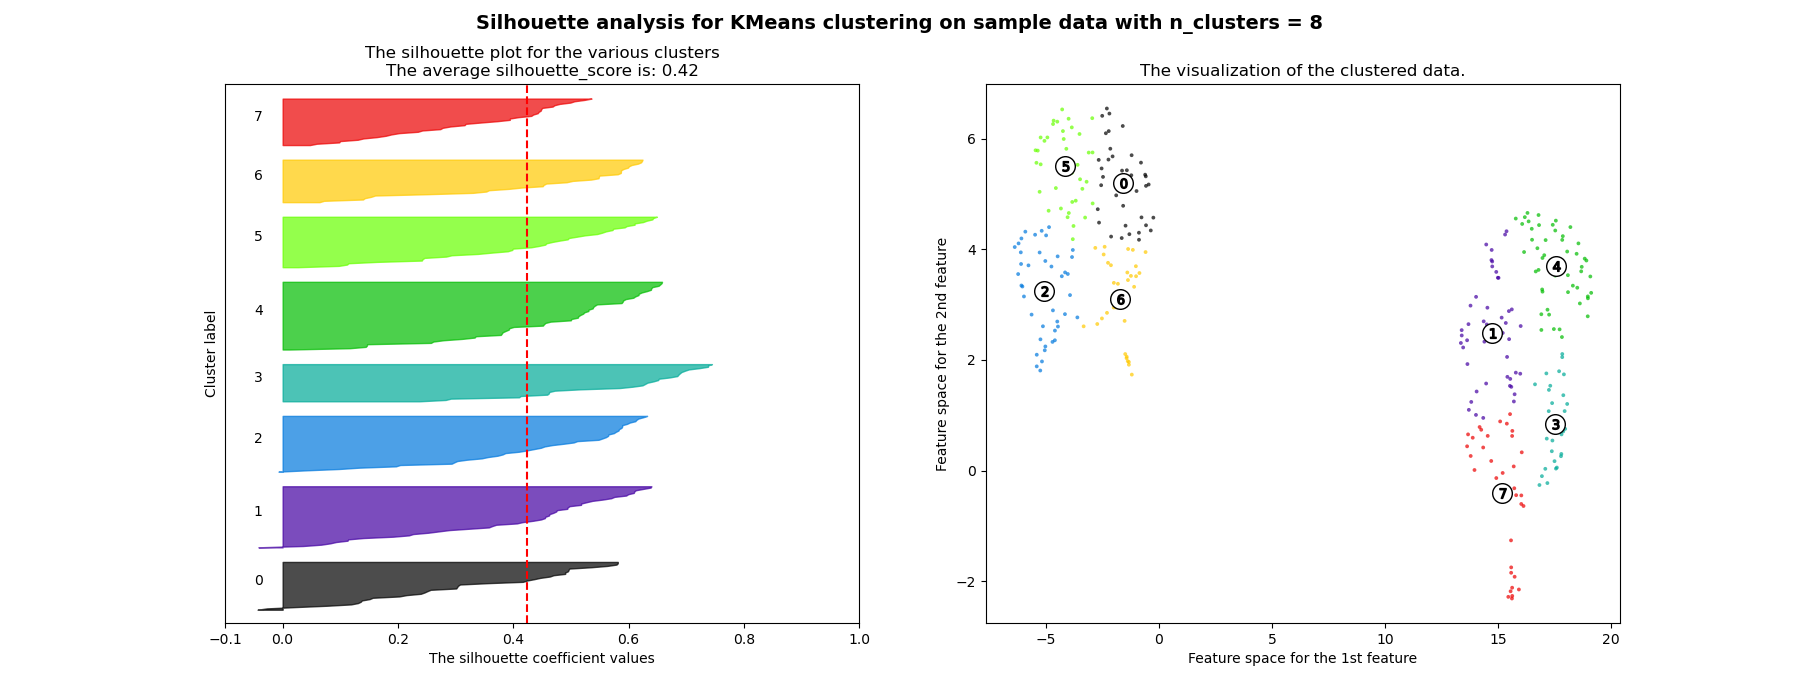 Silhouette analysis for KMeans clustering on sample data with n_clusters = 8
The silhouette plot for the various clusters
The average silhouette_score is: 0.42
Cluster label
7
6
5
4
3
2
1
0
−0.1 0.0 0.2 0.4 0.6 0.8 1.0
The silhouette coefficient values
The visualization of the clustered data.
Feature space for the 2nd feature
6
4
2
0
−2
5
0
4
2
6
1
3
7
−5 0 5 10 15 20
Feature space for the 1st feature